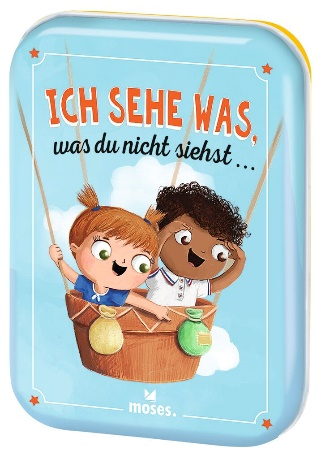 ICH SEHE WAS,
was du nicht siehst...
moses.